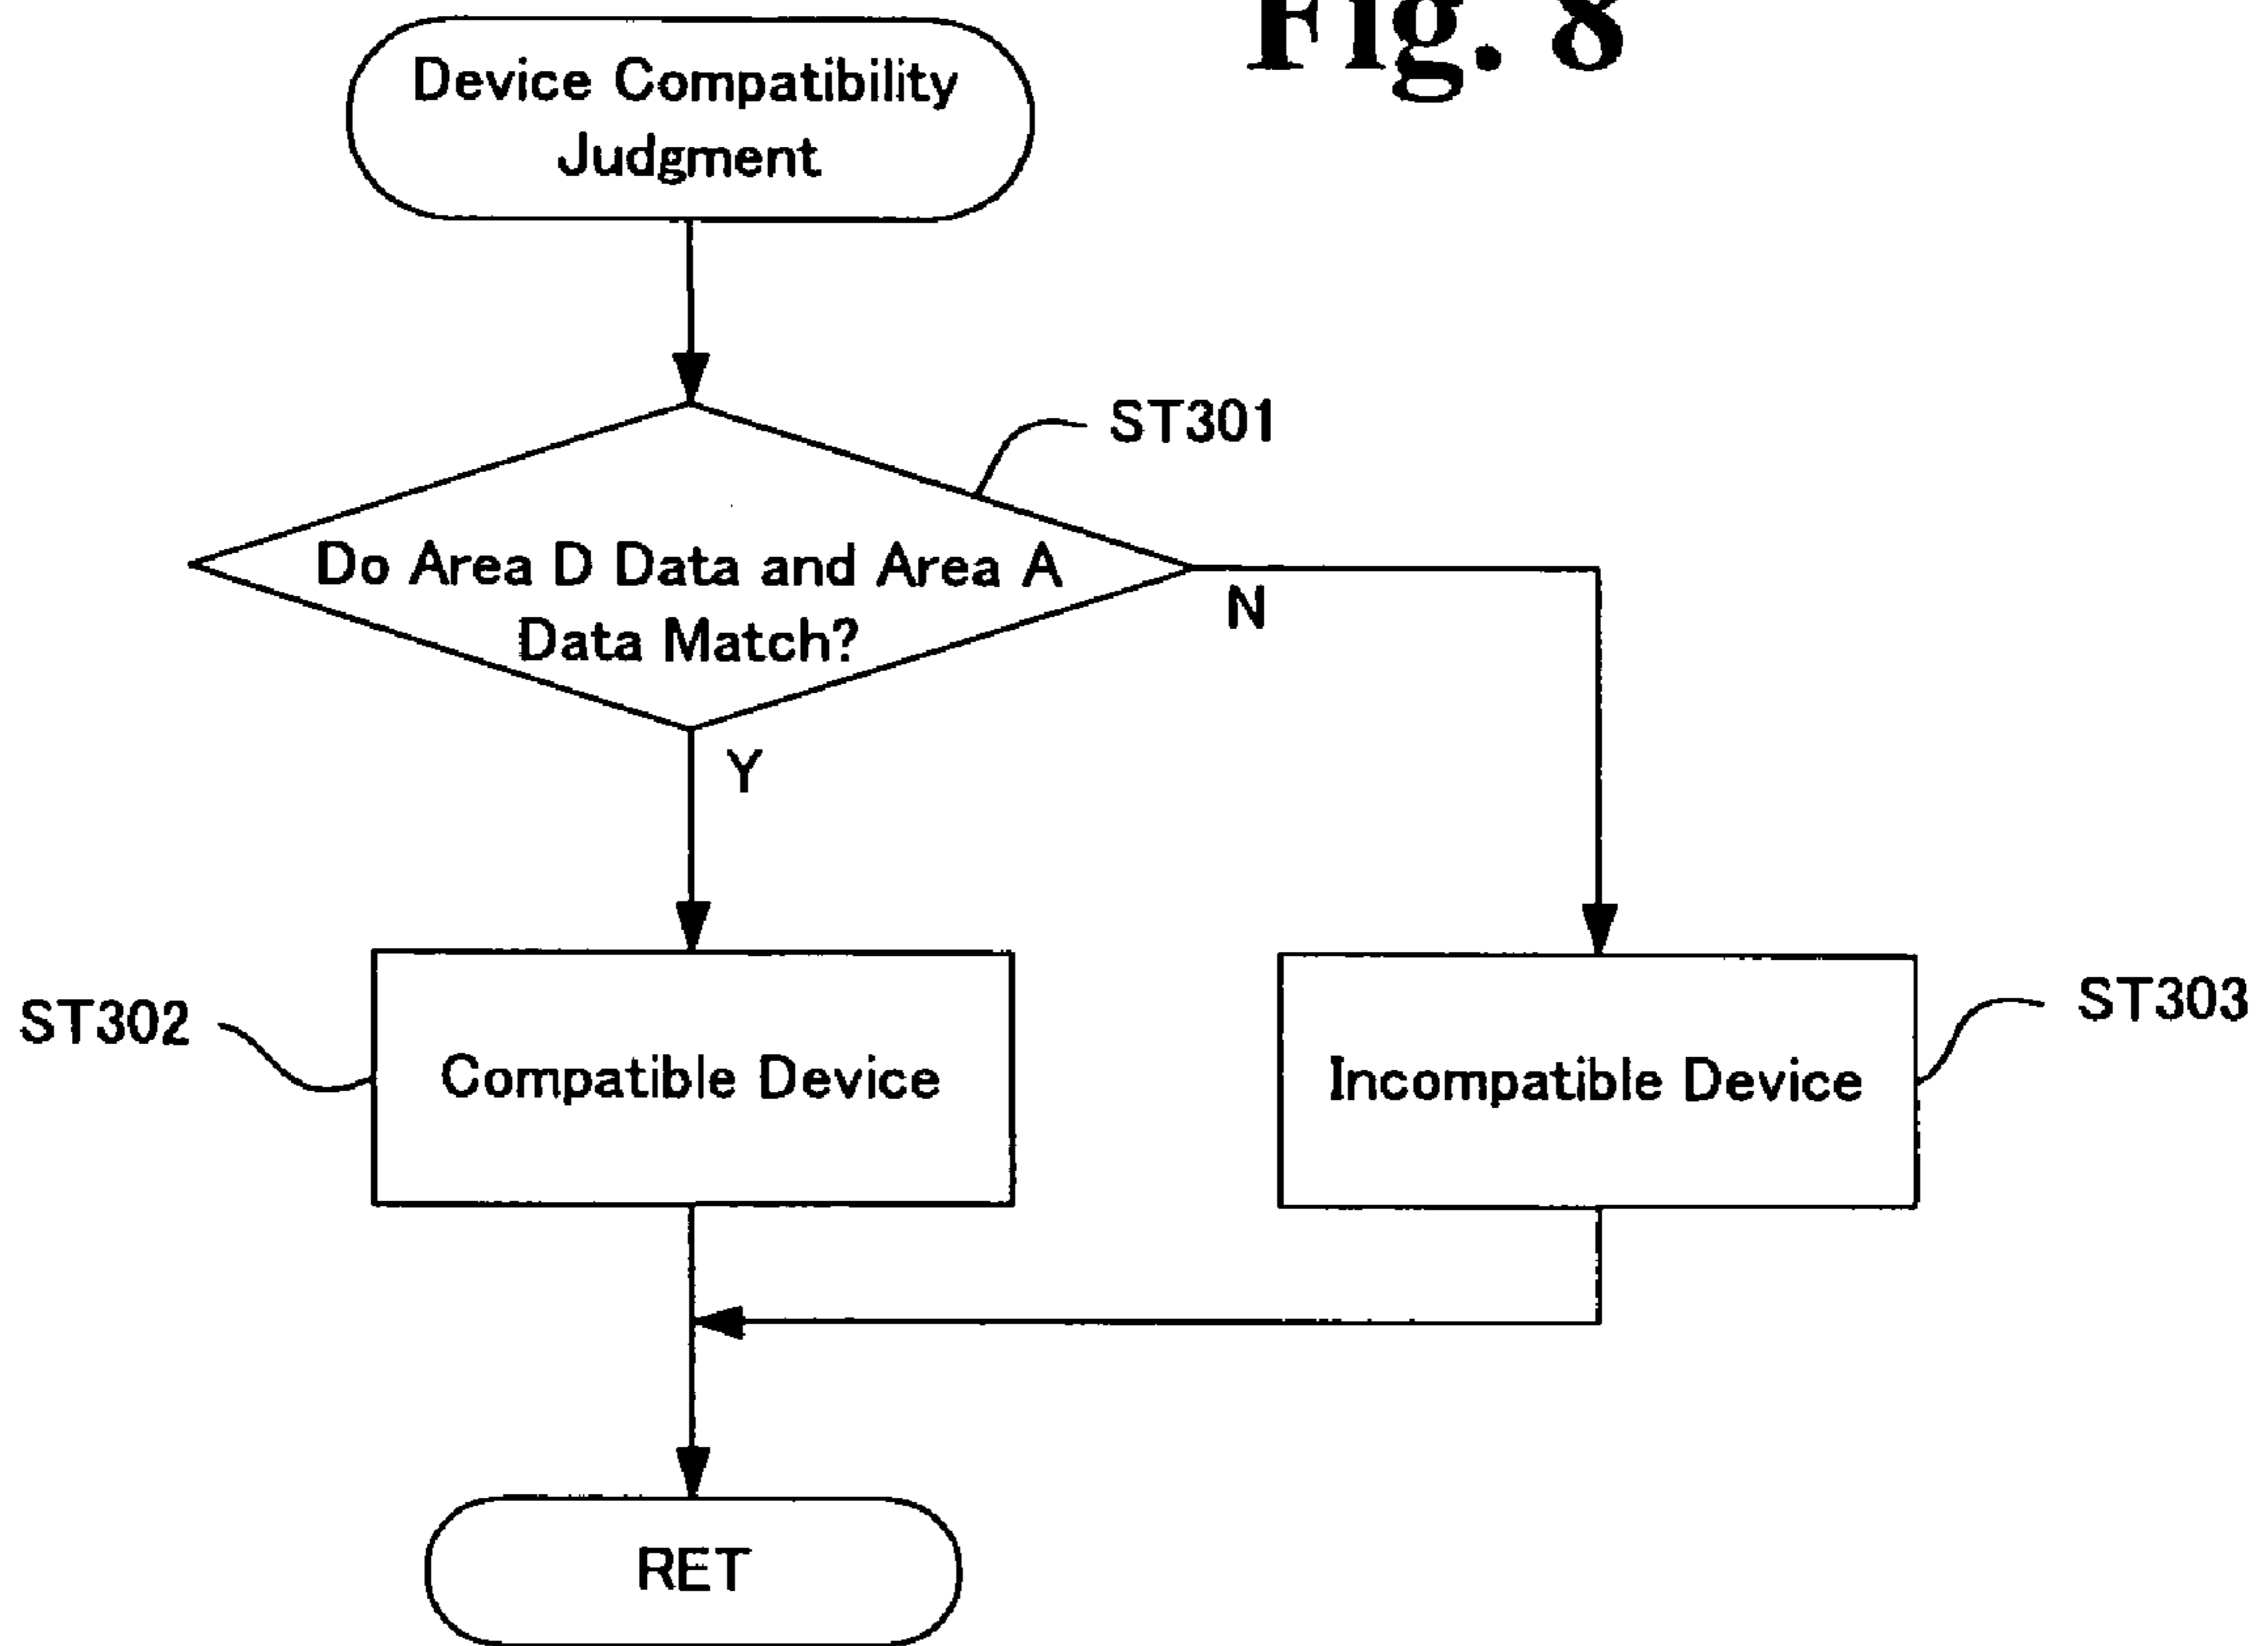 Fig. 8
Device Compatibility
Judgment
ST301
Do Area D Data and Area A
Data Match?
N
Y
ST302
Compatible Device
Incompatible Device
ST303
RET